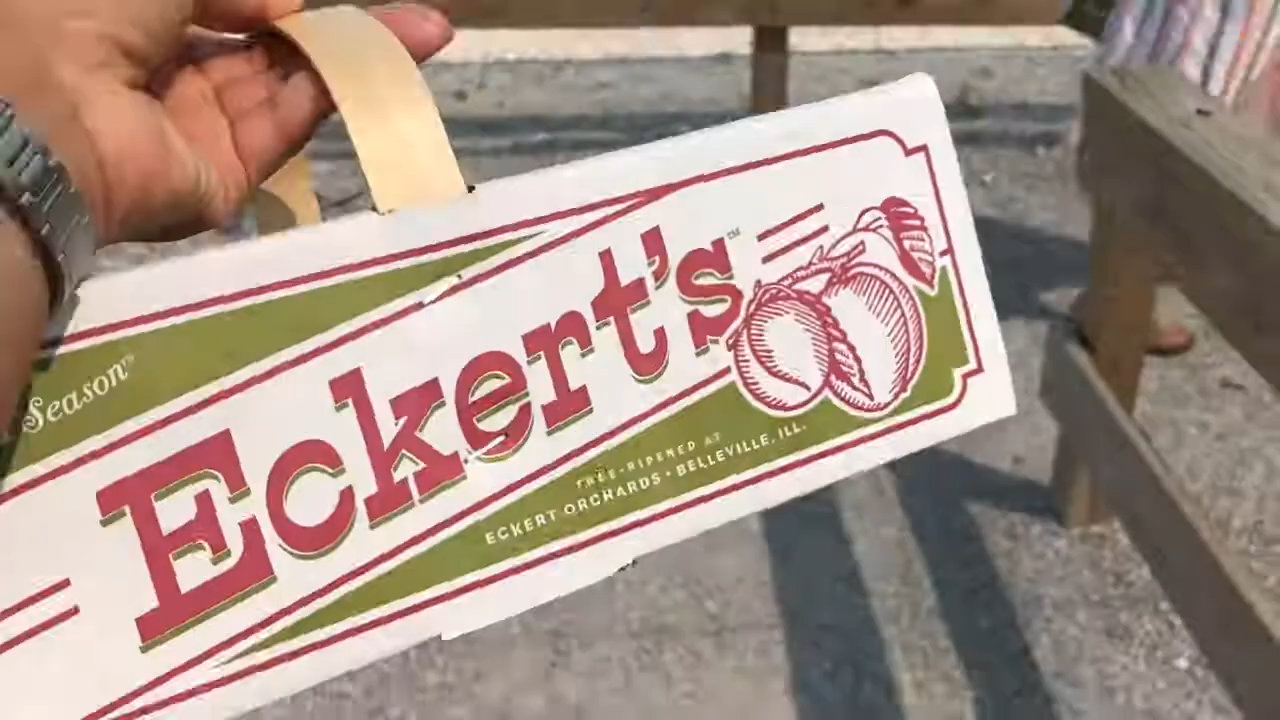 Season
Eckert's™
TREE-RIPENED AT
ECKERT ORCHARDS • BELLEVILLE, ILL.